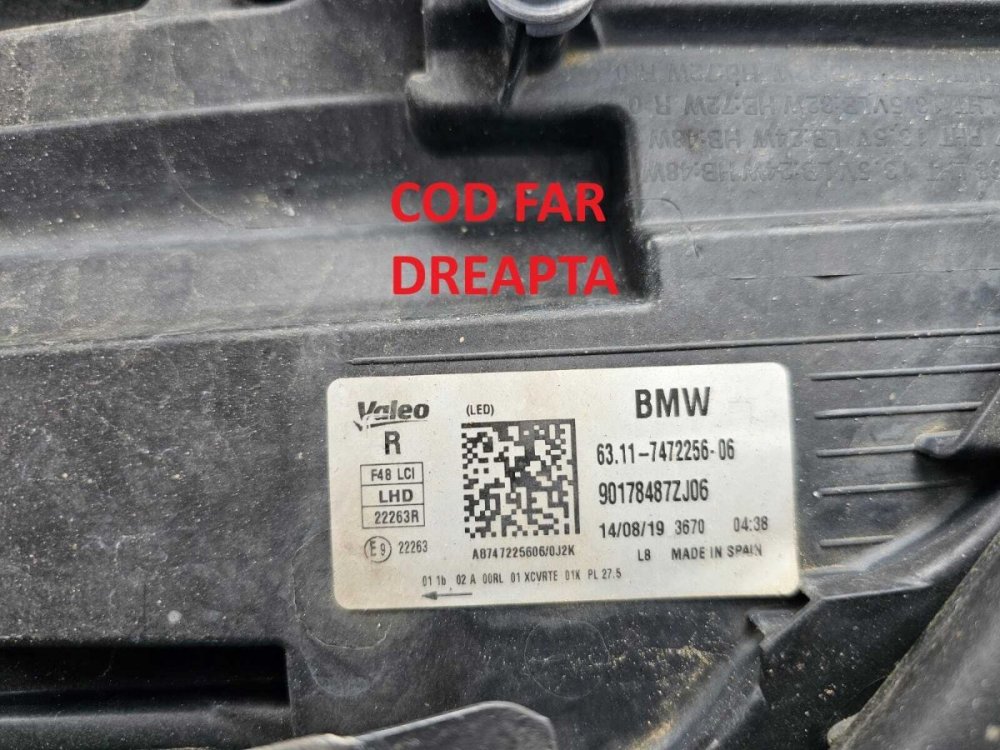 COD FAR
DREAPTA
Valeo
(LED)
BMW
R
63.11-7472256-06
F48 LCI
LHD
22263R
90178487ZJ06
14/08/19 3670 04:38
E9 22263
A8747225606/0J2K
L8 MADE IN SPAIN
01 1b 02 A 00RL 01 XCVRTE 01K PL 27.5